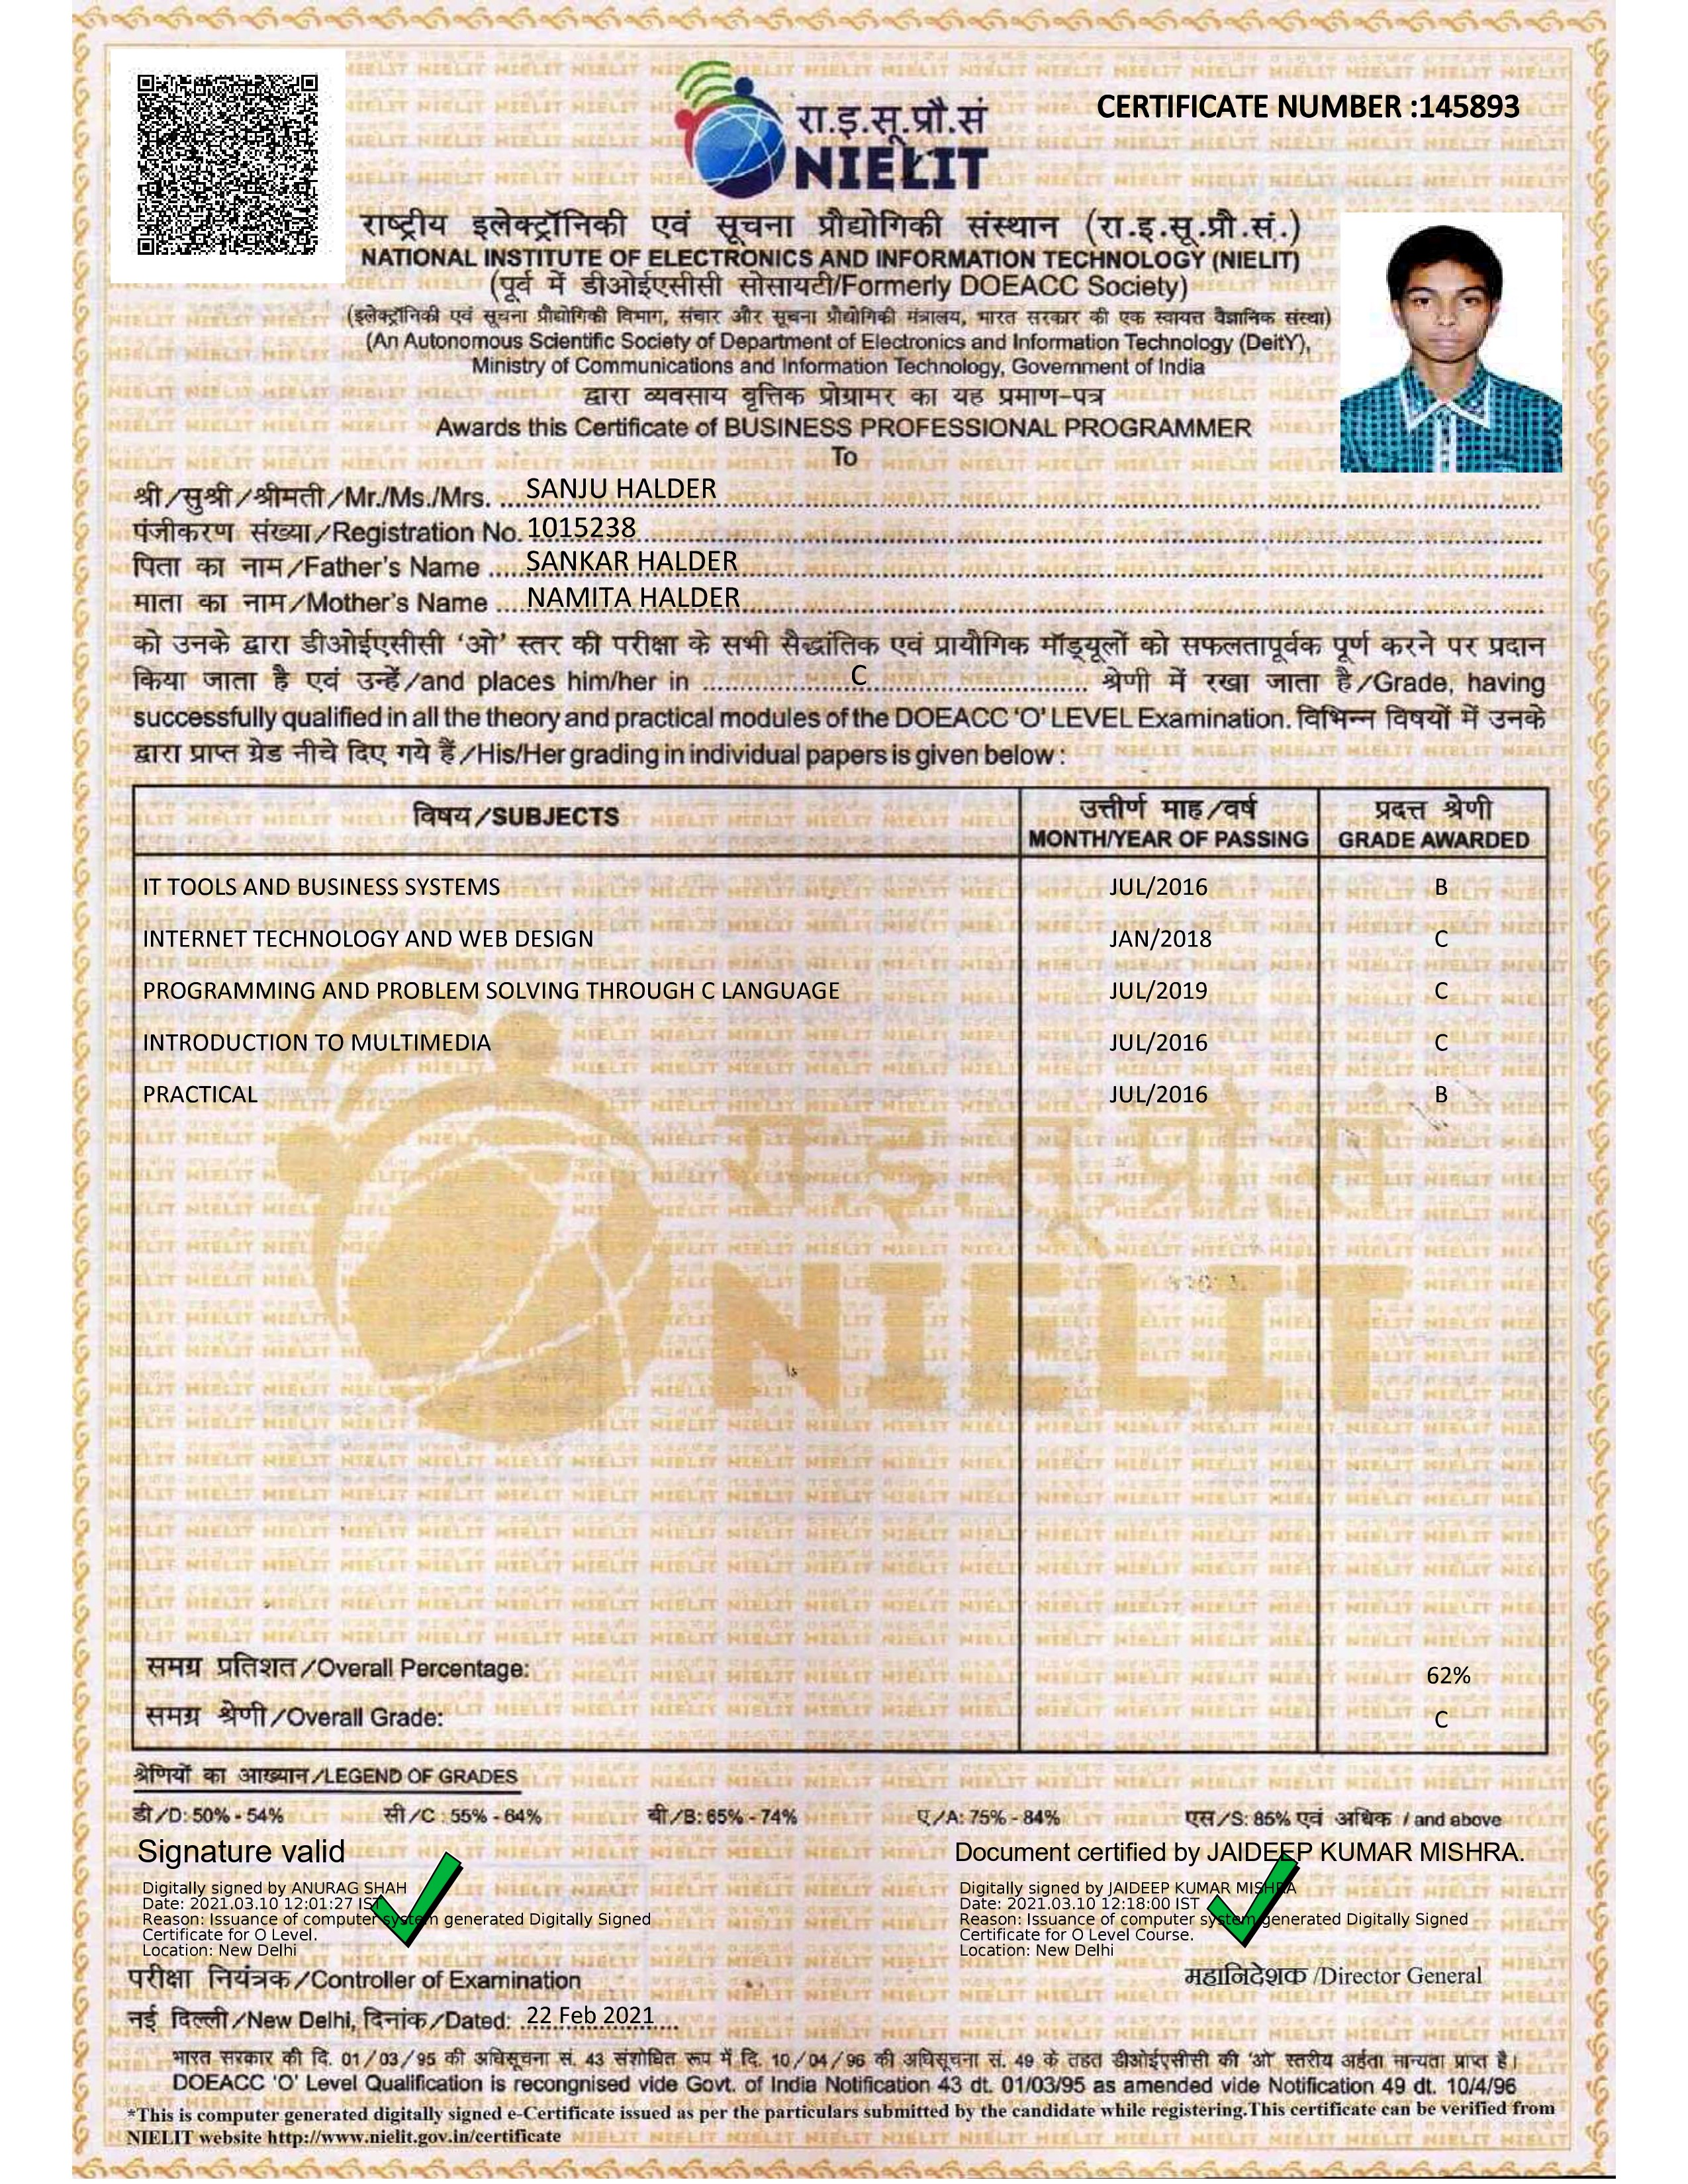 रा.इ.सू.प्रौ.सं
NIELIT
CERTIFICATE NUMBER :145893
राष्ट्रीय इलेक्ट्रॉनिकी एवं सूचना प्रौद्योगिकी संस्थान (रा.इ.सू.प्रौ.सं.)
NATIONAL INSTITUTE OF ELECTRONICS AND INFORMATION TECHNOLOGY (NIELIT)
(पूर्व में डीओईएसीसी सोसायटी/Formerly DOEACC Society)
(इलेक्ट्रॉनिकी एवं सूचना प्रौद्योगिकी विभाग, संचार और सूचना प्रौद्योगिकी मंत्रालय, भारत सरकार की एक स्वायत्त वैज्ञानिक संस्था)
(An Autonomous Scientific Society of Department of Electronics and Information Technology (DeitY),
Ministry of Communications and Information Technology, Government of India
द्वारा व्यवसाय वृत्तिक प्रोग्रामर का यह प्रमाण-पत्र
Awards this Certificate of BUSINESS PROFESSIONAL PROGRAMMER
To
श्री/सुश्री/श्रीमती/Mr./Ms./Mrs. SANJU HALDER
पंजीकरण संख्या/Registration No. 1015238
पिता का नाम/Father's Name SANKAR HALDER
माता का नाम/Mother's Name NAMITA HALDER
को उनके द्वारा डीओईएसीसी ‘ओ’ स्तर की परीक्षा के सभी सैद्धांतिक एवं प्रायोगिक मॉड्यूलों को सफलतापूर्वक पूर्ण करने पर प्रदान
किया जाता है एवं उन्हें/and places him/her in C श्रेणी में रखा जाता है/Grade, having
successfully qualified in all the theory and practical modules of the DOEACC 'O' LEVEL Examination. विभिन्न विषयों में उनके
द्वारा प्राप्त ग्रेड नीचे दिए गये हैं/His/Her grading in individual papers is given below :
विषय/SUBJECTS उत्तीर्ण माह/वर्ष MONTH/YEAR OF PASSING प्रदत्त श्रेणी GRADE AWARDED
IT TOOLS AND BUSINESS SYSTEMS JUL/2016 B
INTERNET TECHNOLOGY AND WEB DESIGN JAN/2018 C
PROGRAMMING AND PROBLEM SOLVING THROUGH C LANGUAGE JUL/2019 C
INTRODUCTION TO MULTIMEDIA JUL/2016 C
PRACTICAL JUL/2016 B
रा.इ.सू.प्रौ.सं
NIELIT
समग्र प्रतिशत/Overall Percentage: 62%
समग्र श्रेणी/Overall Grade: C
श्रेणियों का आख्यान/LEGEND OF GRADES
डी/D: 50% - 54% सी/C : 55% - 64% बी/B: 65% - 74% ए/A: 75% - 84% एस/S: 85% एवं अधिक / and above
Signature valid
Digitally signed by ANURAG SHAH
Date: 2021.03.10 12:01:27 IST
Reason: Issuance of computer system generated Digitally Signed
Certificate for O Level.
Location: New Delhi
परीक्षा नियंत्रक/Controller of Examination
Document certified by JAIDEEP KUMAR MISHRA.
Digitally signed by JAIDEEP KUMAR MISHRA
Date: 2021.03.10 12:18:00 IST
Reason: Issuance of computer system generated Digitally Signed
Certificate for O Level Course.
Location: New Delhi
महानिदेशक /Director General
नई दिल्ली/New Delhi, दिनांक/Dated: 22 Feb 2021
भारत सरकार की दि. 01/03/95 की अधिसूचना सं. 43 संशोधित रूप में दि. 10/04/96 की अधिसूचना सं. 49 के तहत डीओईएसीसी की 'ओ' स्तरीय अर्हता मान्यता प्राप्त है।
DOEACC 'O' Level Qualification is recongnised vide Govt. of India Notification 43 dt. 01/03/95 as amended vide Notification 49 dt. 10/4/96
*This is computer generated digitally signed e-Certificate issued as per the particulars submitted by the candidate while registering.This certificate can be verified from
NIELIT website http://www.nielit.gov.in/certificate